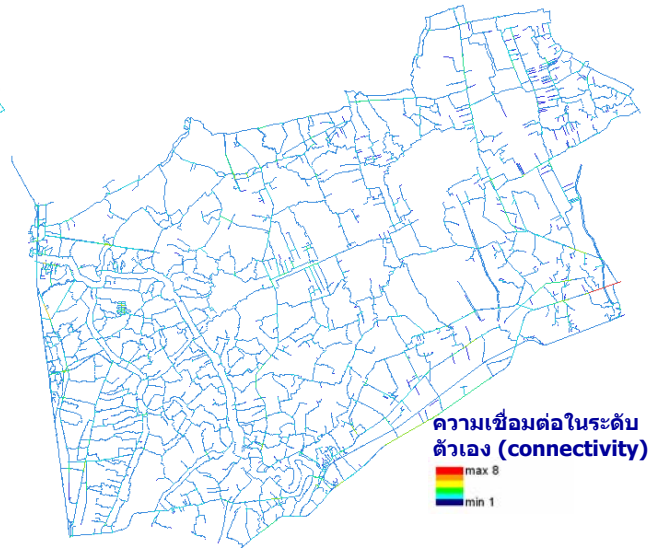 ความเชื่อมต่อในระดับ
ตัวเอง (connectivity)
max 8
min 1